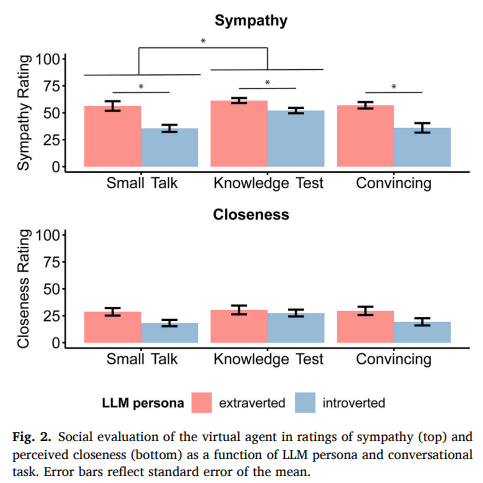 Sympathy
*
100
75
50
25
0
Sympathy Rating
* * *
Small Talk Knowledge Test Convincing
Closeness
100
75
50
25
0
Closeness Rating
Small Talk Knowledge Test Convincing
LLM persona extraverted introverted
Fig. 2. Social evaluation of the virtual agent in ratings of sympathy (top) and
perceived closeness (bottom) as a function of LLM persona and conversational
task. Error bars reflect standard error of the mean.